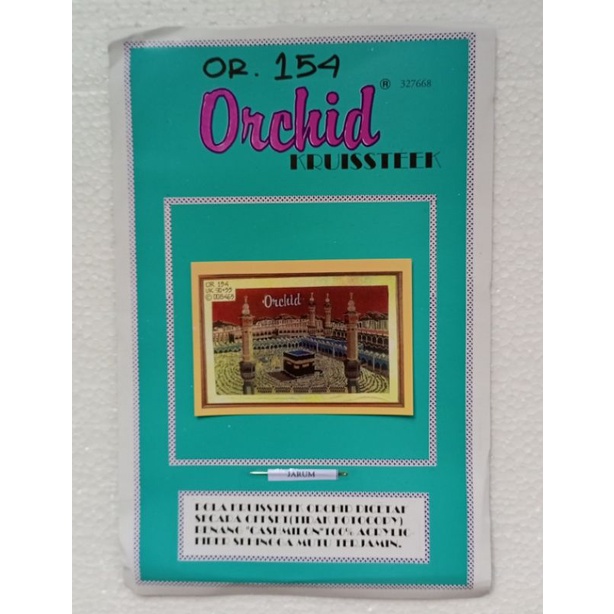 OR. 154
® 327668
Orchid
KRUISSTEEK
OR 154
Orchid
JARUM
POLA KRUISSTEEK ORCHID DICETAK
SECARA OFFSET(TIDAK FOTOCOPY)
BENANG "CASHMILON"100% ACRYLIC
FIBER SEHINGGA MUTU TERJAMIN.